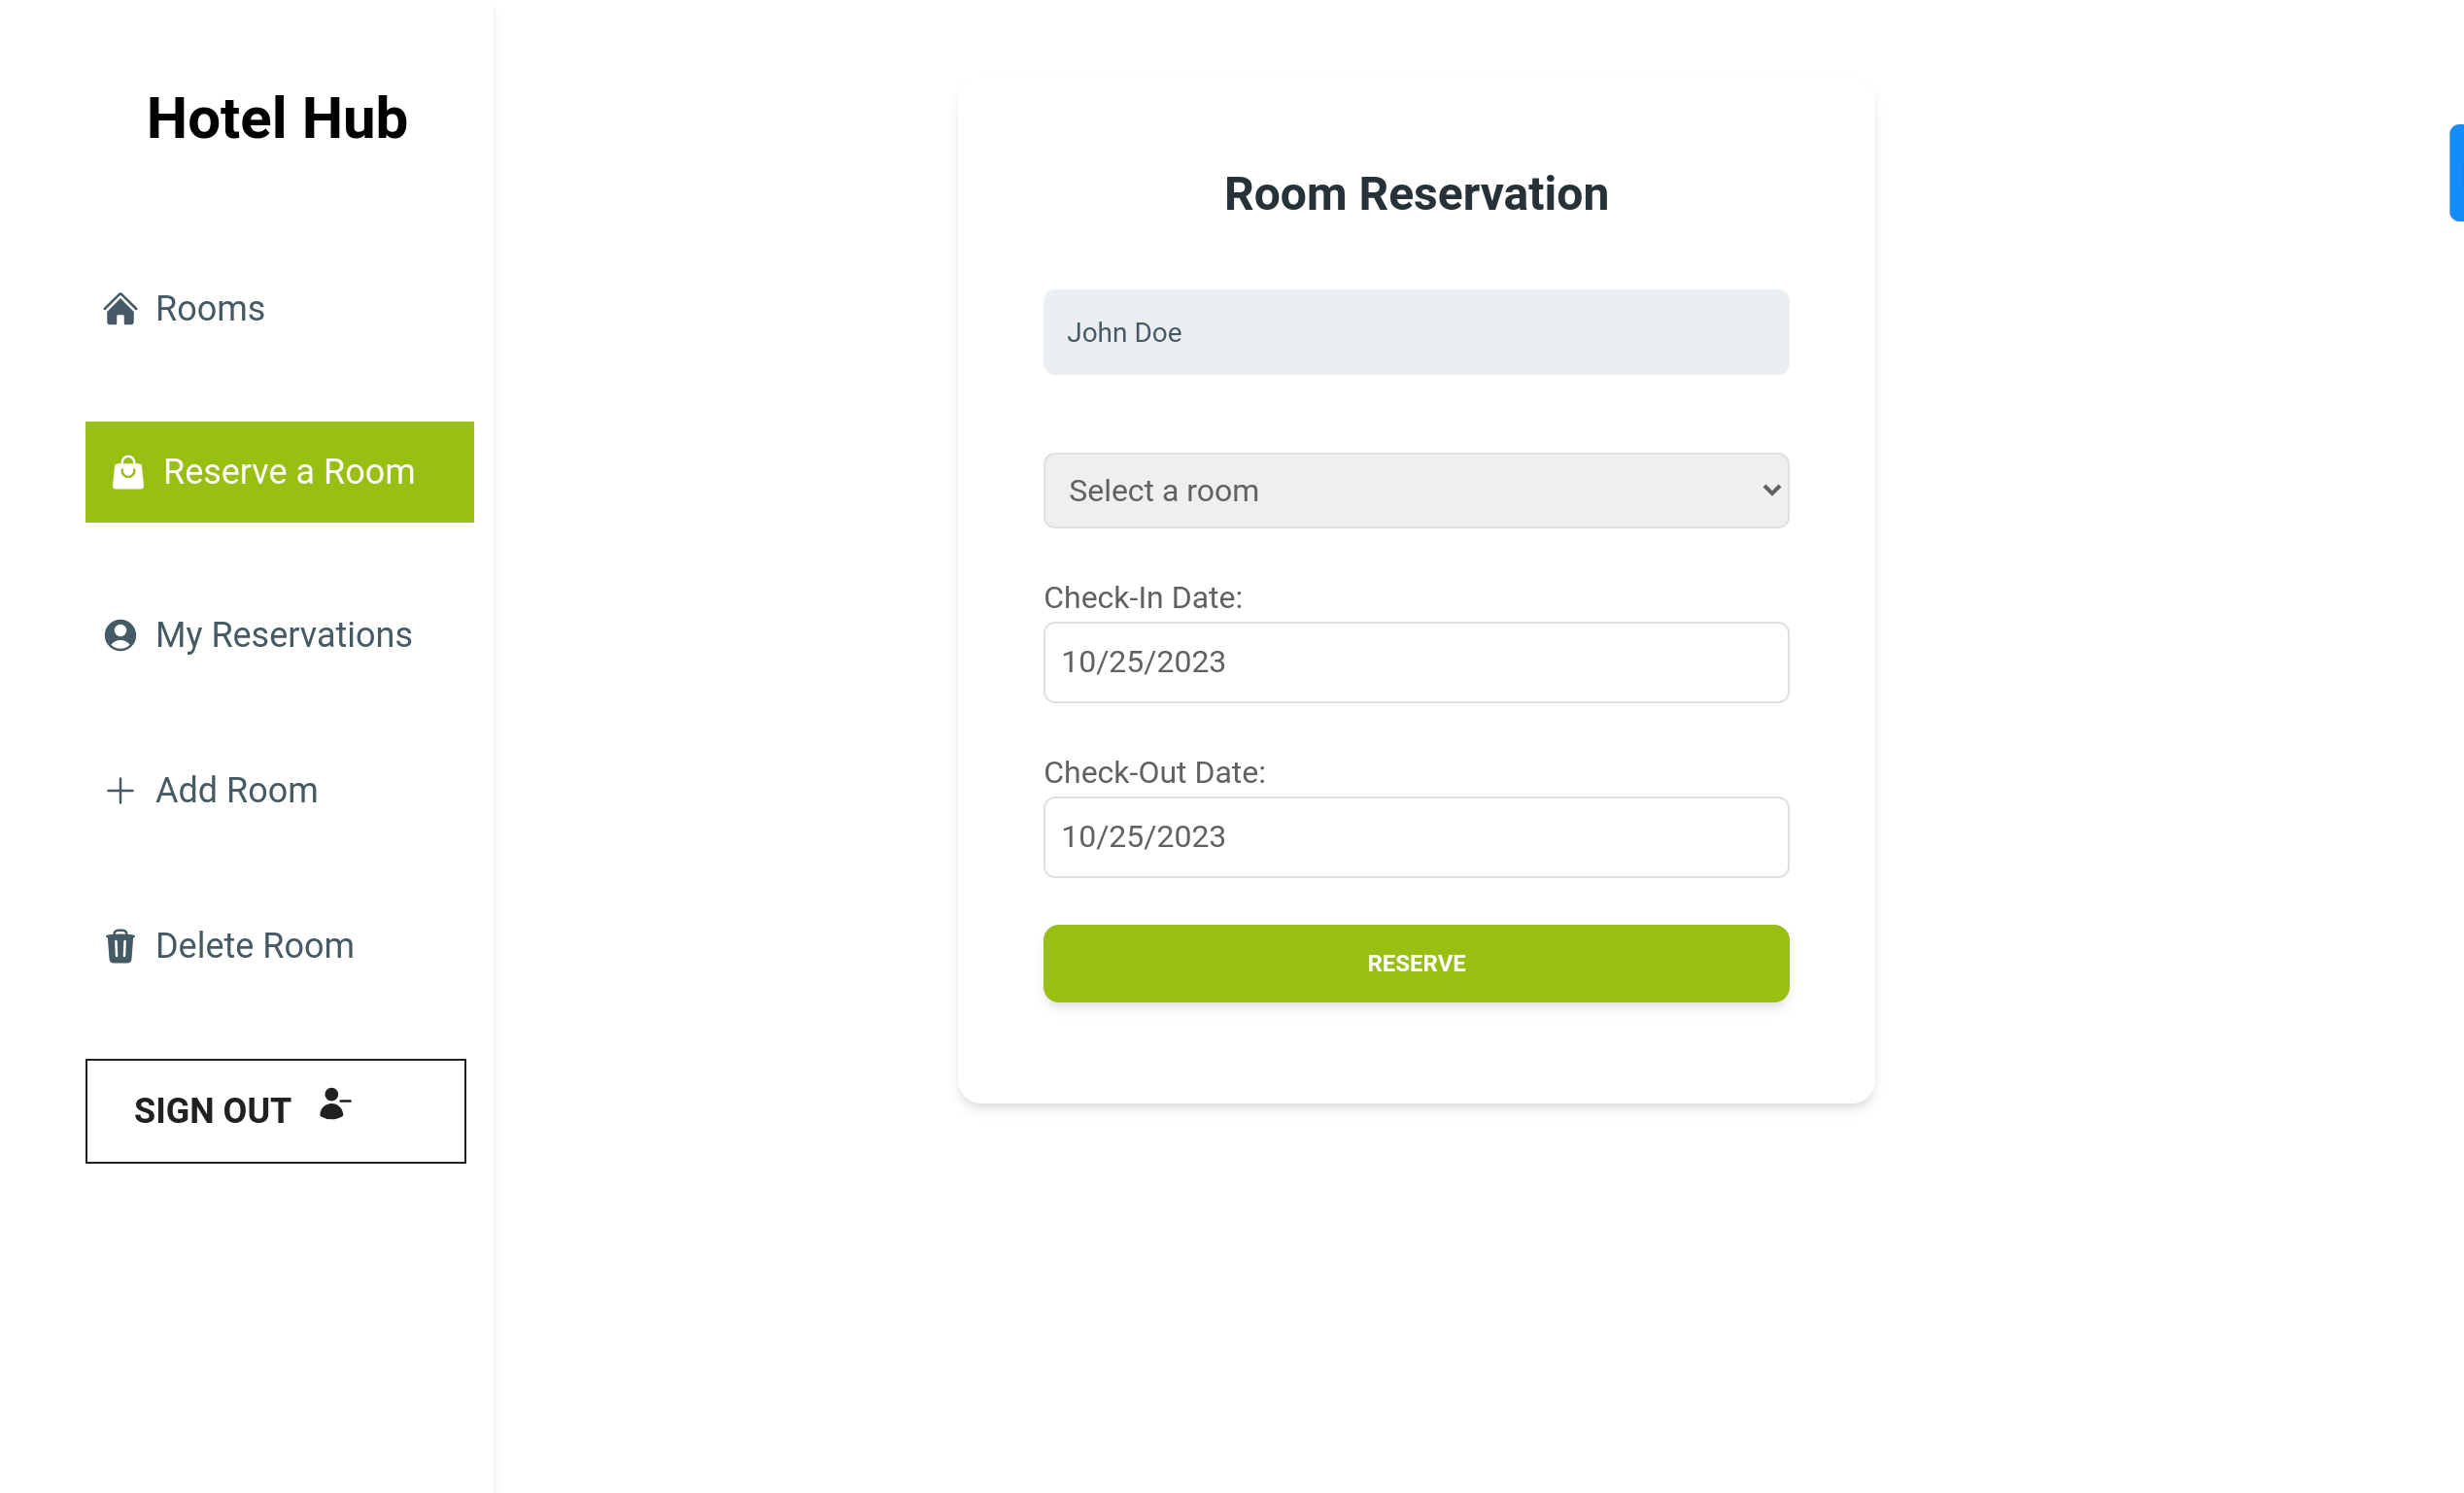 Hotel Hub
Rooms
Reserve a Room
My Reservations
Add Room
Delete Room
SIGN OUT
Room Reservation
John Doe
Select a room
Check-In Date:
10/25/2023
Check-Out Date:
10/25/2023
RESERVE